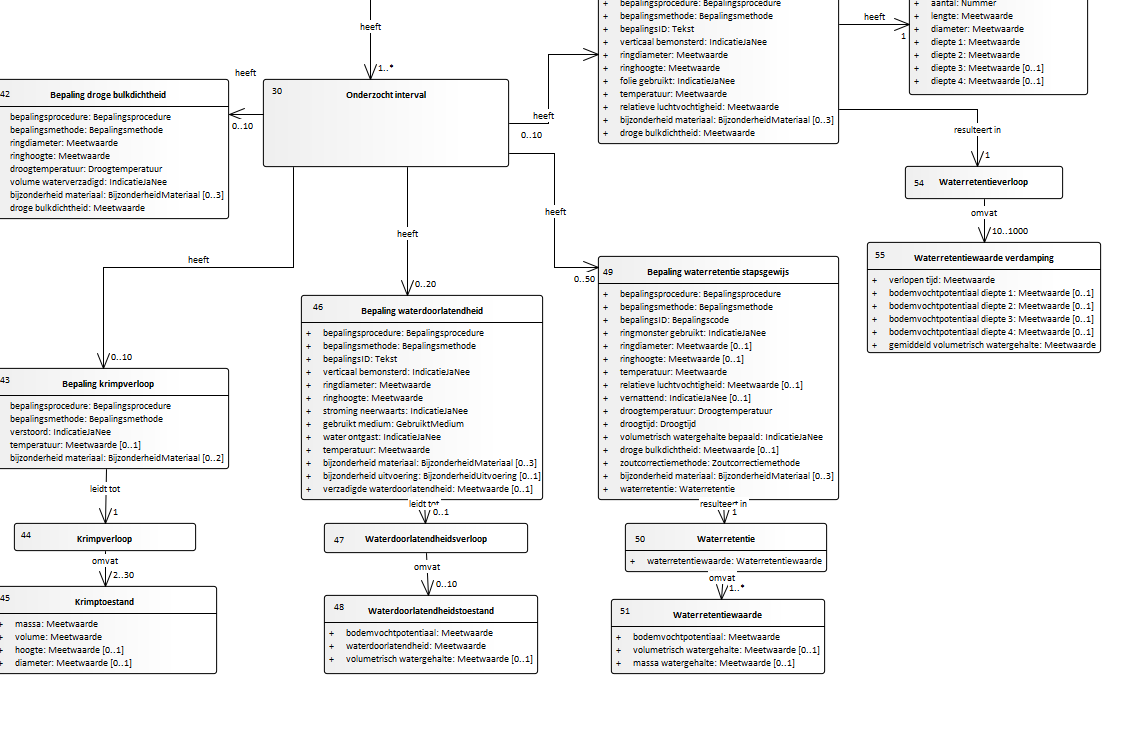 heeft
1..*
30
Onderzocht interval
heeft
0..10
42
Bepaling droge bulkdichtheid
bepalingsprocedure: Bepalingsprocedure
bepalingsmethode: Bepalingsmethode
ringdiameter: Meetwaarde
ringhoogte: Meetwaarde
droogtemperatuur: Droogtemperatuur
volume waterverzadigd: IndicatieJaNee
bijzonderheid materiaal: BijzonderheidMateriaal [0..3]
droge bulkdichtheid: Meetwaarde
heeft
0..10
+ bepalingsprocedure: Bepalingsprocedure
+ bepalingsmethode: Bepalingsmethode
+ bepalingsID: Tekst
+ verticaal bemonsterd: IndicatieJaNee
+ ringdiameter: Meetwaarde
+ ringhoogte: Meetwaarde
+ folie gebruikt: IndicatieJaNee
+ temperatuur: Meetwaarde
+ relatieve luchtvochtigheid: Meetwaarde
+ bijzonderheid materiaal: BijzonderheidMateriaal [0..3]
+ droge bulkdichtheid: Meetwaarde
heeft
1
+ aantal: Nummer
+ lengte: Meetwaarde
+ diameter: Meetwaarde
+ diepte 1: Meetwaarde
+ diepte 2: Meetwaarde
+ diepte 3: Meetwaarde [0..1]
+ diepte 4: Meetwaarde [0..1]
resulteert in
1
54
Waterretentieverloop
omvat
10..1000
55
Waterretentiewaarde verdamping
+ verlopen tijd: Meetwaarde
+ bodemvochtpotentiaal diepte 1: Meetwaarde [0..1]
+ bodemvochtpotentiaal diepte 2: Meetwaarde [0..1]
+ bodemvochtpotentiaal diepte 3: Meetwaarde [0..1]
+ bodemvochtpotentiaal diepte 4: Meetwaarde [0..1]
+ gemiddeld volumetrisch watergehalte: Meetwaarde
heeft
0..10
43
Bepaling krimpverloop
bepalingsprocedure: Bepalingsprocedure
bepalingsmethode: Bepalingsmethode
verstoord: IndicatieJaNee
temperatuur: Meetwaarde [0..1]
bijzonderheid materiaal: BijzonderheidMateriaal [0..2]
leidt tot
1
44
Krimpverloop
omvat
2..30
45
Krimptoestand
+ massa: Meetwaarde
+ volume: Meetwaarde
+ hoogte: Meetwaarde [0..1]
+ diameter: Meetwaarde [0..1]
heeft
0..20
46
Bepaling waterdoorlatendheid
+ bepalingsprocedure: Bepalingsprocedure
+ bepalingsmethode: Bepalingsmethode
+ bepalingsID: Tekst
+ verticaal bemonsterd: IndicatieJaNee
+ ringdiameter: Meetwaarde
+ ringhoogte: Meetwaarde
+ stroming neerwaarts: IndicatieJaNee
+ gebruikt medium: GebruiktMedium
+ water ontgast: IndicatieJaNee
+ temperatuur: Meetwaarde
+ bijzonderheid materiaal: BijzonderheidMateriaal [0..3]
+ bijzonderheid uitvoering: BijzonderheidUitvoering [0..1]
+ verzadigde waterdoorlatendheid: Meetwaarde [0..1]
leidt tot
0..1
47
Waterdoorlatendheidsverloop
omvat
0..10
48
Waterdoorlatendheidstoestand
+ bodemvochtpotentiaal: Meetwaarde
+ waterdoorlatendheid: Meetwaarde
+ volumetrisch watergehalte: Meetwaarde [0..1]
heeft
0..50
49
Bepaling waterretentie stapsgewijs
+ bepalingsprocedure: Bepalingsprocedure
+ bepalingsmethode: Bepalingsmethode
+ bepalingsID: Bepalingscode
+ ringmonster gebruikt: IndicatieJaNee
+ ringdiameter: Meetwaarde [0..1]
+ ringhoogte: Meetwaarde [0..1]
+ temperatuur: Meetwaarde
+ relatieve luchtvochtigheid: Meetwaarde [0..1]
+ vernattend: IndicatieJaNee [0..1]
+ droogtemperatuur: Droogtemperatuur
+ droogtijd: Droogtijd
+ volumetrisch watergehalte bepaald: IndicatieJaNee
+ droge bulkdichtheid: Meetwaarde [0..1]
+ zoutcorrectiemethode: Zoutcorrectiemethode
+ bijzonderheid materiaal: BijzonderheidMateriaal [0..3]
+ waterretentie: Waterretentie
resulteert in
1
50
Waterretentie
+ waterretentiewaarde: Waterretentiewaarde
omvat
1..*
51
Waterretentiewaarde
+ bodemvochtpotentiaal: Meetwaarde
+ volumetrisch watergehalte: Meetwaarde [0..1]
+ massa watergehalte: Meetwaarde [0..1]